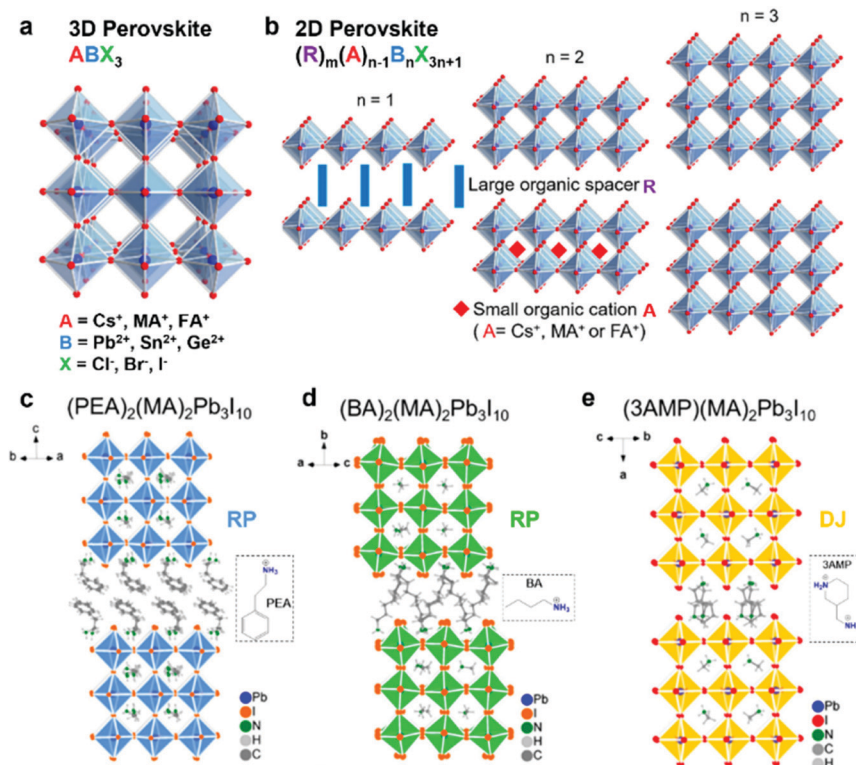 a 3D Perovskite
ABX₃
A = Cs⁺, MA⁺, FA⁺
B = Pb²⁺, Sn²⁺, Ge²⁺
X = Cl⁻, Br⁻, I⁻
b 2D Perovskite
(R)ₘ(A)ₙ₋₁BₙX₃ₙ₊₁
n = 1
n = 2
n = 3
Large organic spacer R
Small organic cation A
( A= Cs⁺, MA⁺ or FA⁺)
c (PEA)₂(MA)₂Pb₃I₁₀
c
b a
RP
⊕
NH₃
PEA
Pb
I
N
H
C
d (BA)₂(MA)₂Pb₃I₁₀
b
a c
RP
BA
⊕
NH₃
Pb
I
N
H
C
e (3AMP)(MA)₂Pb₃I₁₀
c b
a
DJ
3AMP
⊕
H₂N
⊕
NH
Pb
I
N
C
H